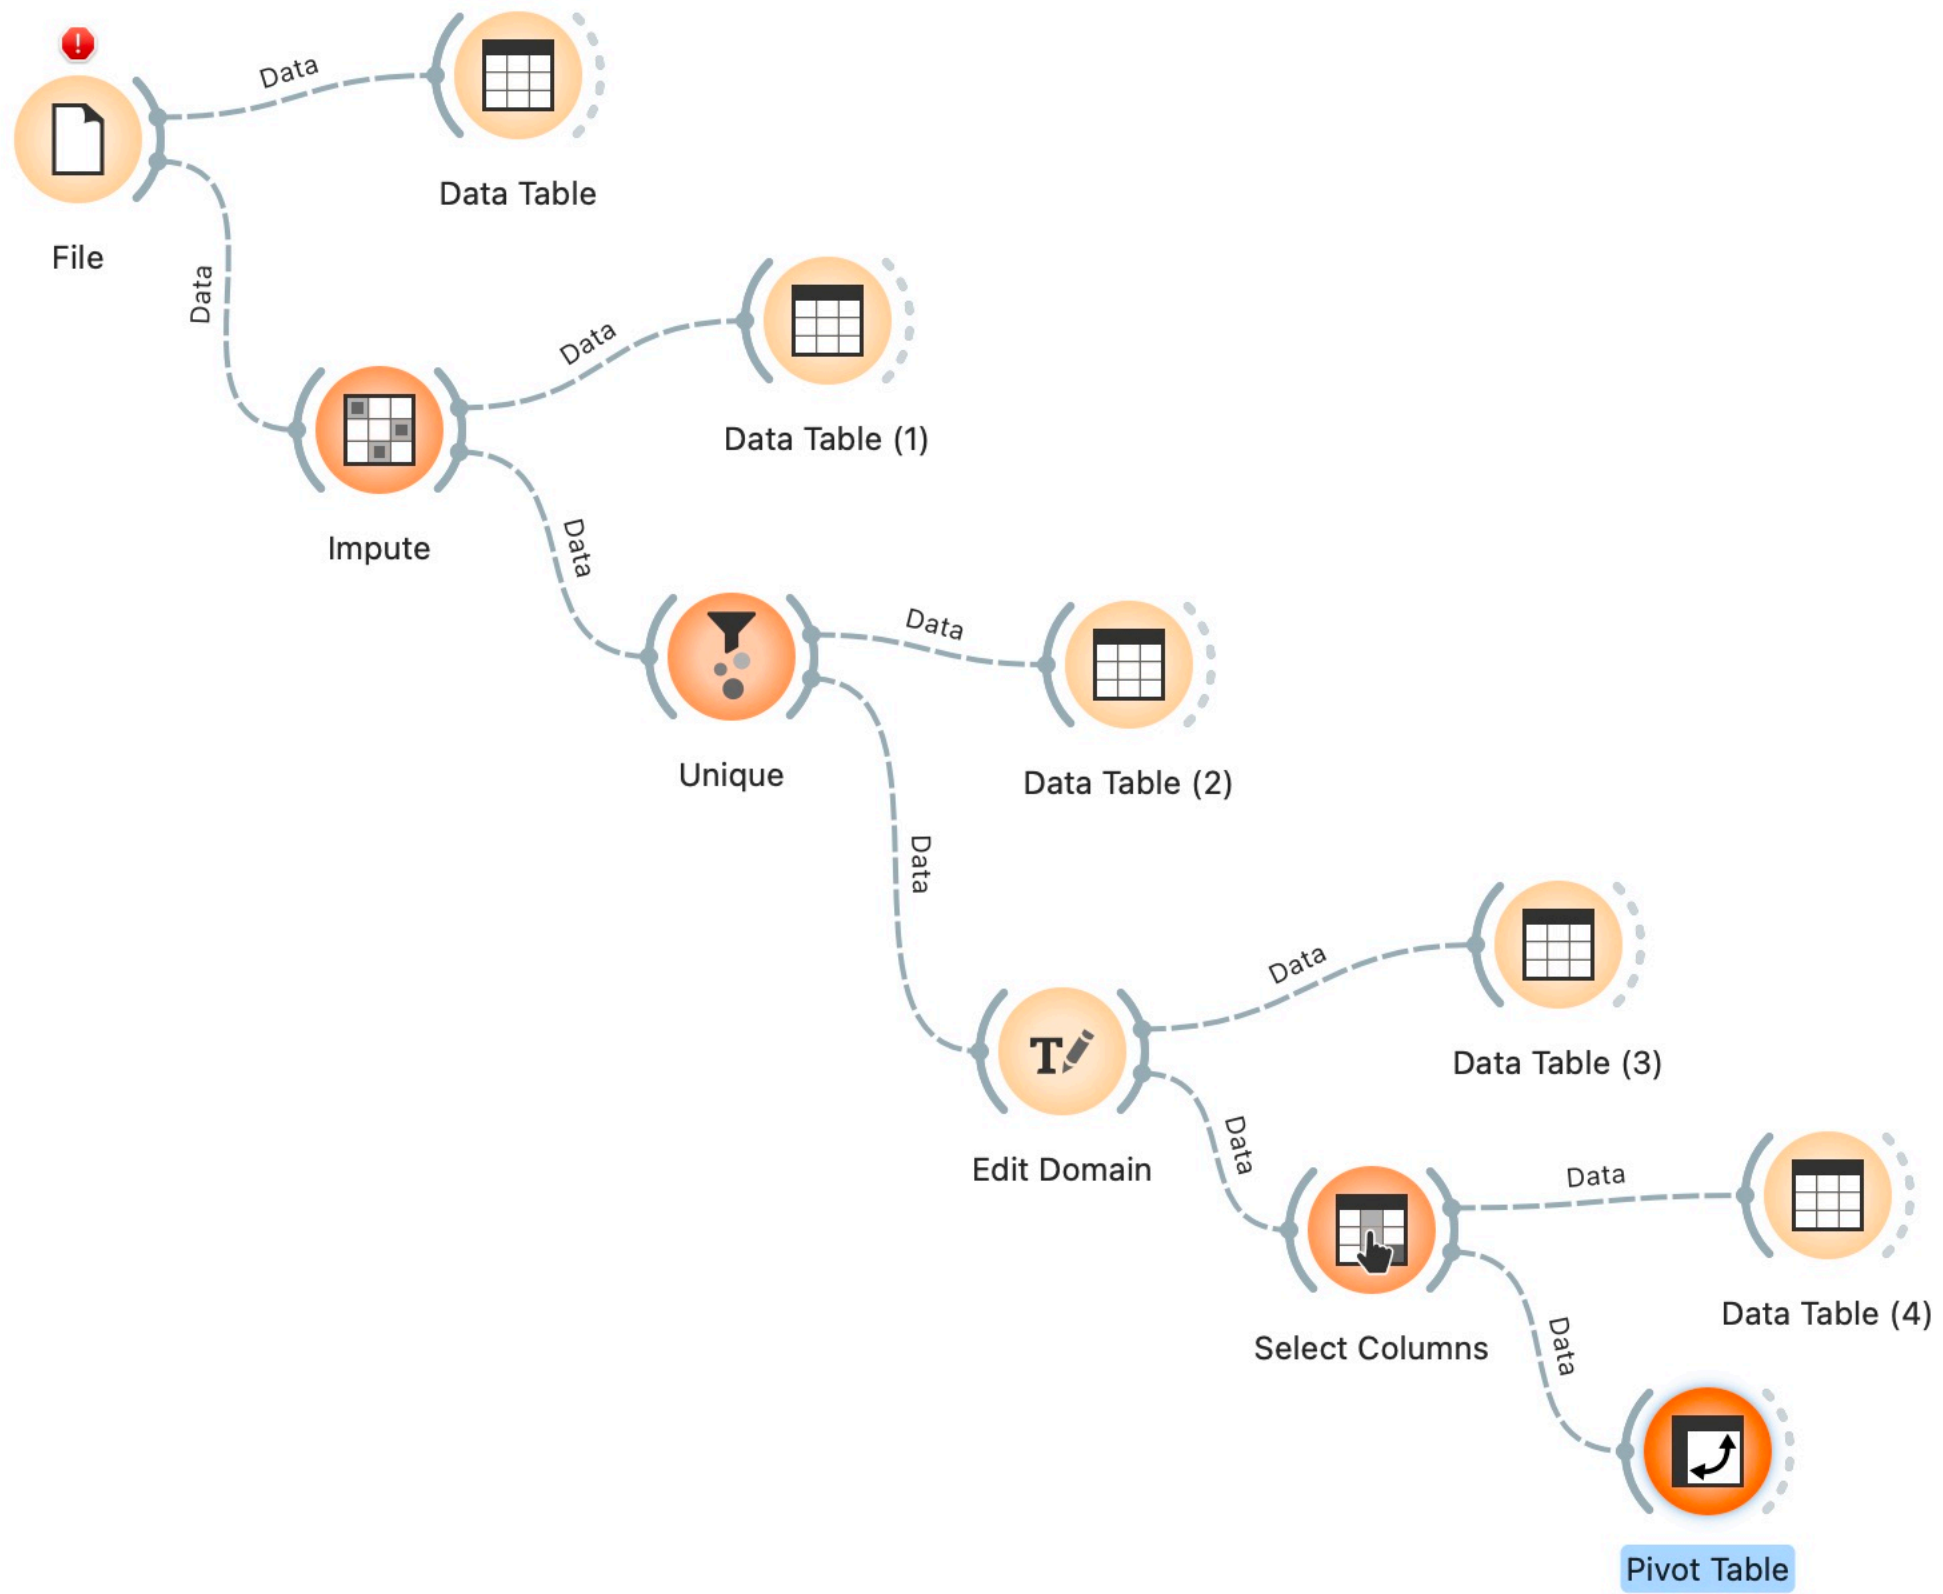 !
Data
Data Table
File
Data
Data
Data Table (1)
Impute
Data
Data
Unique
Data Table (2)
Data
Data
Data Table (3)
Edit Domain
Data
Data
Data Table (4)
Select Columns
Data
Pivot Table